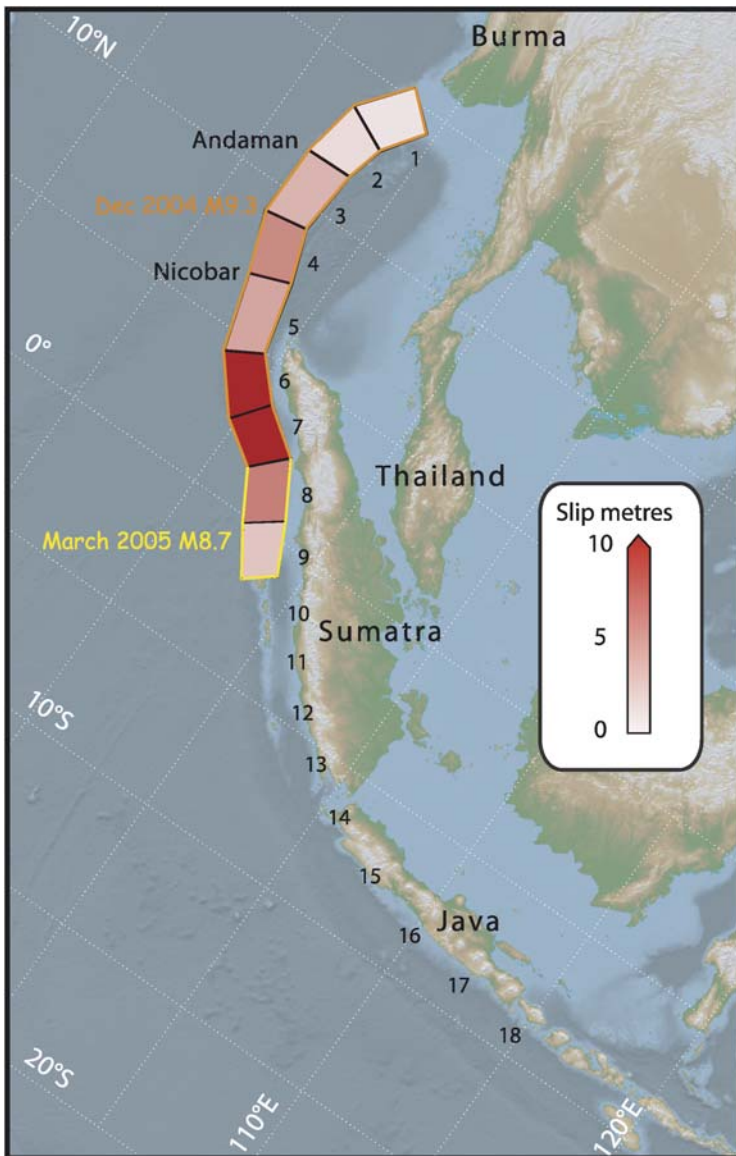 10°N
Burma
Andaman
1
2
Dec 2004 M9.3
3
Nicobar
4
5
0°
6
7
Thailand
8
Slip metres
March 2005 M8.7
10
9
5
10
Sumatra
11
0
10°S
12
13
14
15
Java
16
17
18
20°S
110°E
120°E